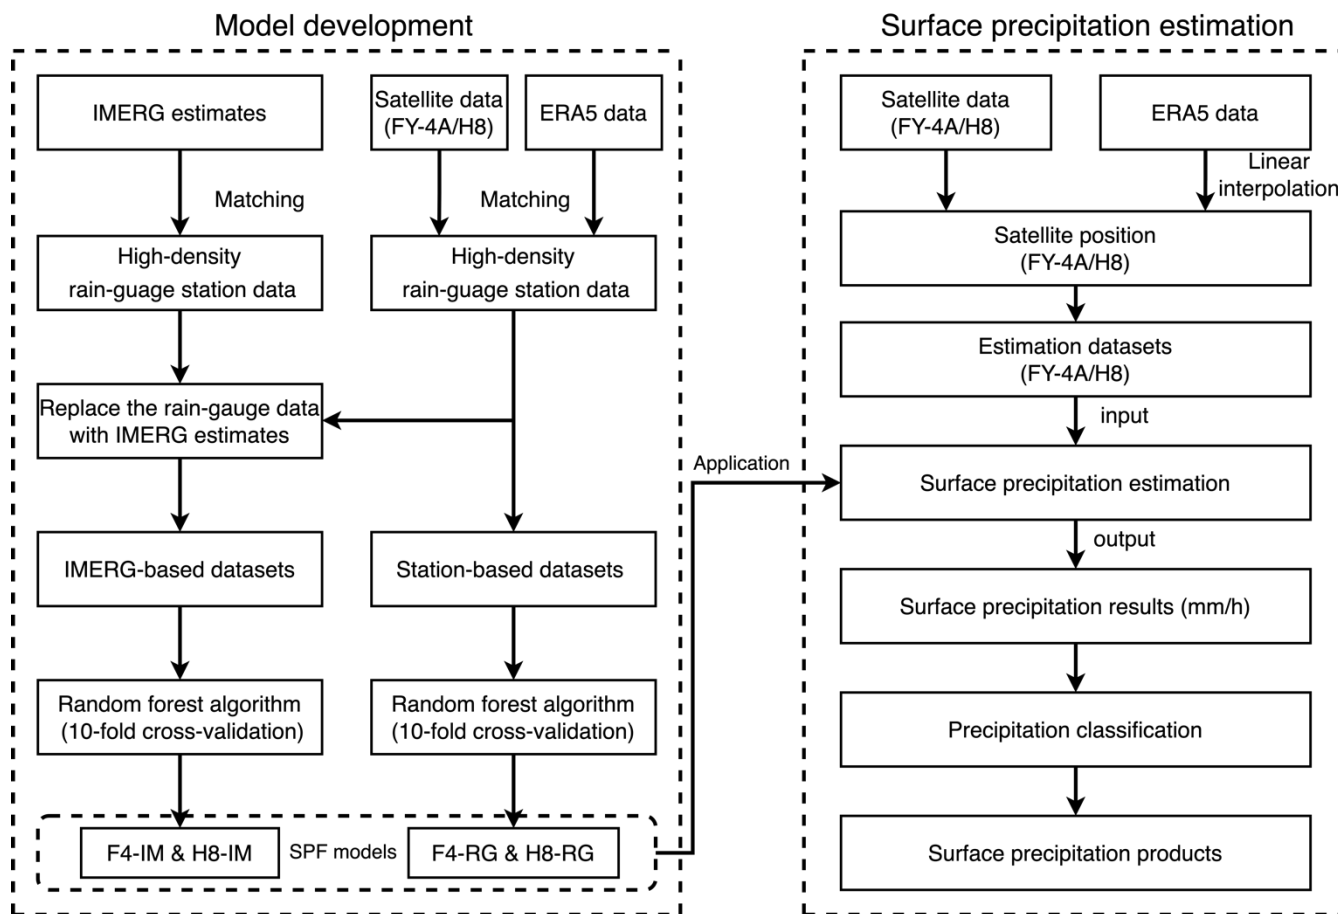 Model development
IMERG estimates
Satellite data
(FY-4A/H8)
ERA5 data
Matching
Matching
High-density
rain-guage station data
High-density
rain-guage station data
Replace the rain-gauge data
with IMERG estimates
IMERG-based datasets
Station-based datasets
Random forest algorithm
(10-fold cross-validation)
Random forest algorithm
(10-fold cross-validation)
F4-IM & H8-IM
SPF models
F4-RG & H8-RG
Application
Surface precipitation estimation
Satellite data
(FY-4A/H8)
ERA5 data
Linear
interpolation
Satellite position
(FY-4A/H8)
Estimation datasets
(FY-4A/H8)
input
Surface precipitation estimation
output
Surface precipitation results (mm/h)
Precipitation classification
Surface precipitation products